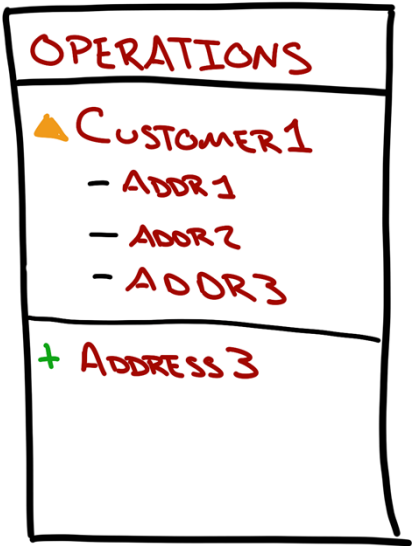 OPERATIONS
CUSTOMER1
- ADDR1
- ADDR2
- ADDR3
+ ADDRESS3